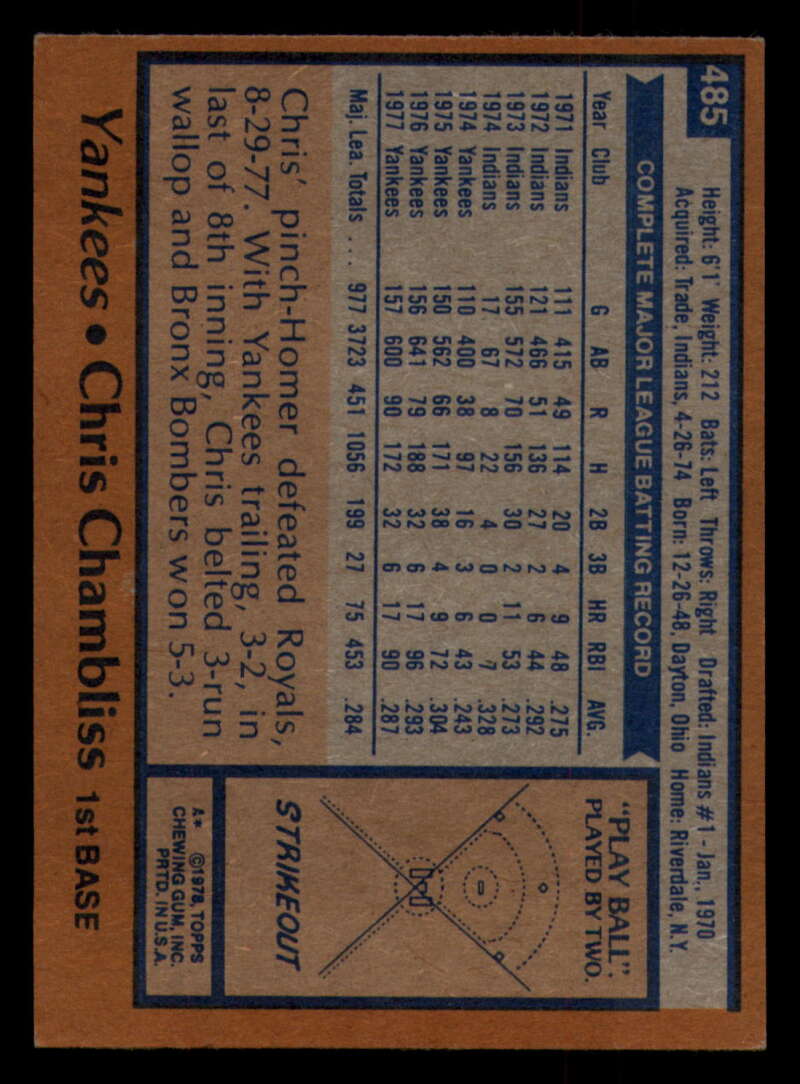 485
Height: 6'1" Weight: 212 Bats: Left Throws: Right Drafted: Indians #1 - Jan., 1970
Acquired: Trade, Indians, 4-26-74 Born: 12-26-48, Dayton, Ohio Home: Riverdale, N.Y.
COMPLETE MAJOR LEAGUE BATTING RECORD
Year Club G AB R H 2B 3B HR RBI AVG.
1971 Indians 111 415 49 114 20 4 9 48 .275
1972 Indians 121 466 51 136 27 2 6 44 .292
1973 Indians 155 572 70 156 30 2 11 53 .273
1974 Indians 17 67 8 22 4 0 0 7 .328
1974 Yankees 110 400 38 97 16 3 6 43 .243
1975 Yankees 150 562 66 171 38 4 9 72 .304
1976 Yankees 156 641 79 188 32 6 17 96 .293
1977 Yankees 157 600 90 172 32 6 17 90 .287
Maj. Lea. Totals .... 977 3723 451 1056 199 27 75 453 .284
Chris' pinch-Homer defeated Royals,
8-29-77. With Yankees trailing, 3-2, in
last of 8th inning, Chris belted 3-run
wallop and Bronx Bombers won 5-3.
"PLAY BALL":
PLAYED BY TWO.
STRIKEOUT
A* ©1978, TOPPS
CHEWING GUM, INC.
PRTD. IN U.S.A.
Yankees • Chris Chambliss 1st BASE